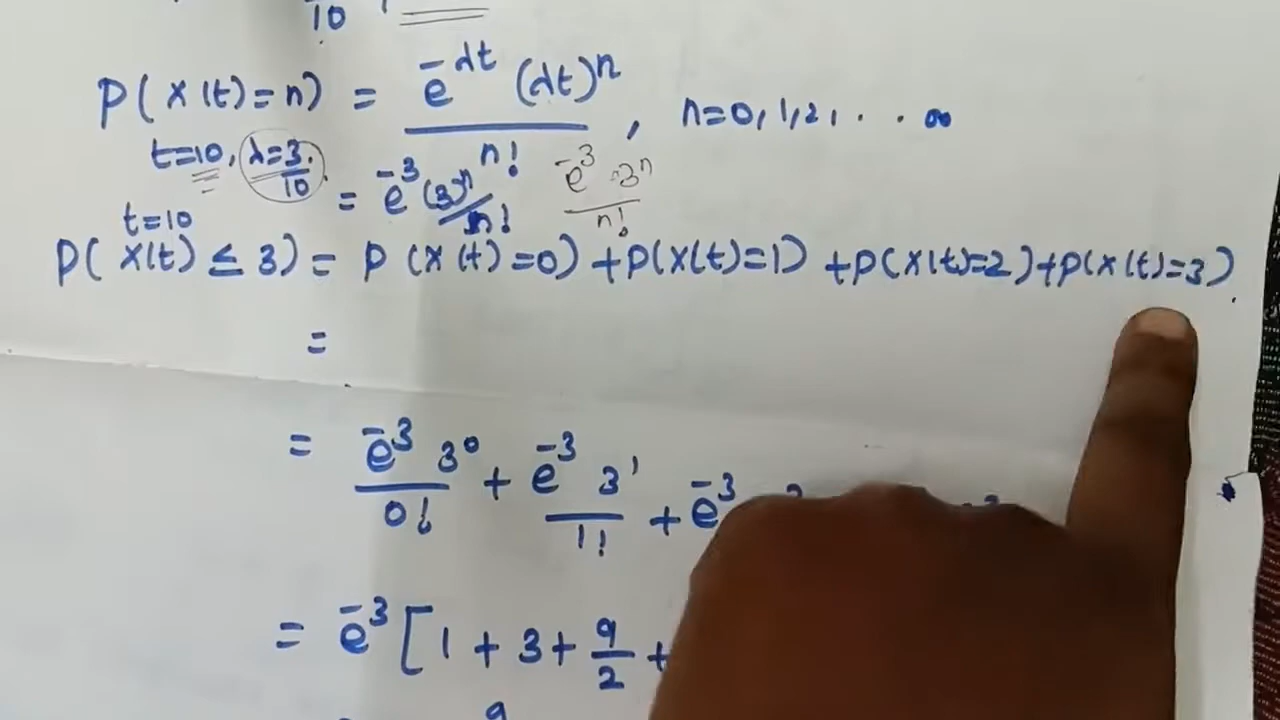 10
P(X(t)=n) = e^-λt (λt)^n / n! , n=0,1,2,...∞
t=10, λ=3/10. = e^-3 (3)^n / n! e^-3 .3^n / n!
t=10
P(X(t) ≤ 3) = P(X(t)=0) + P(X(t)=1) + P(X(t)=2) + P(X(t)=3)
=
= e^-3 3^0 / 0! + e^-3 3^1 / 1! + e^-3
= e^-3 [1 + 3 + 9/2 +
9